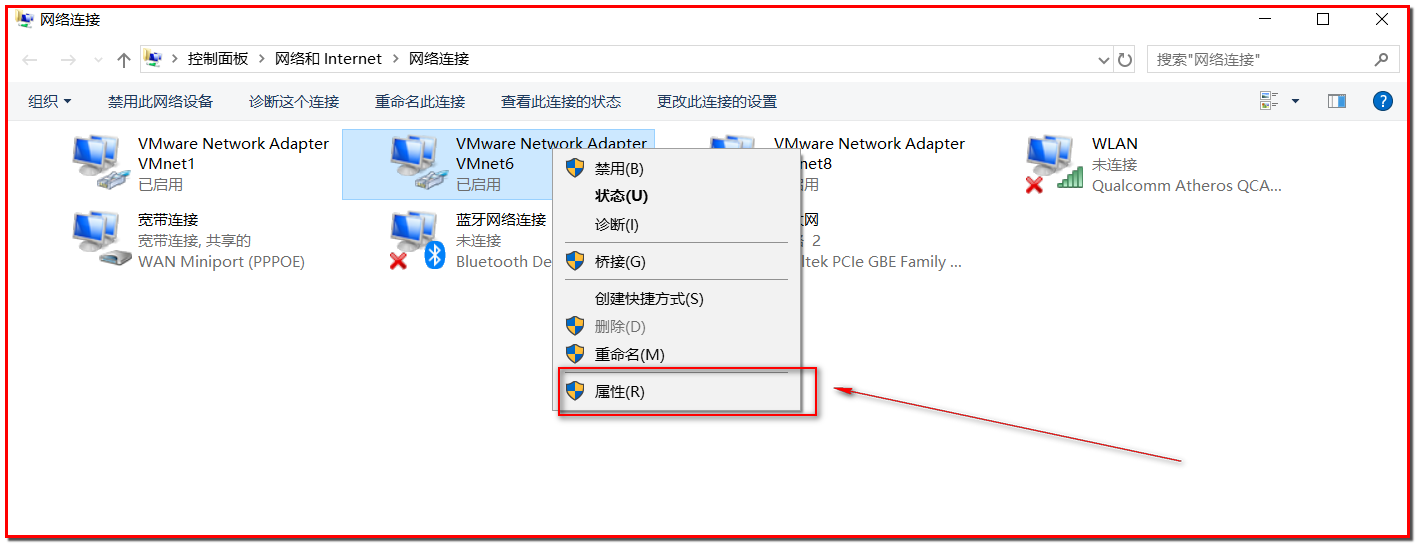 网络连接
控制面板 网络和 Internet 网络连接
搜索"网络连接"
组织 禁用此网络设备 诊断这个连接 重命名此连接 查看此连接的状态 更改此连接的设置
VMware Network Adapter
VMnet1
已启用
VMware Network Adapter
VMnet6
已启用
VMware Network Adapter
net8
用
WLAN
未连接
Qualcomm Atheros QCA...
宽带连接
宽带连接, 共享的
WAN Miniport (PPPOE)
蓝牙网络连接
未连接
Bluetooth De
网
2
ltek PCIe GBE Family ...
禁用(B)
状态(U)
诊断(I)
桥接(G)
创建快捷方式(S)
删除(D)
重命名(M)
属性(R)